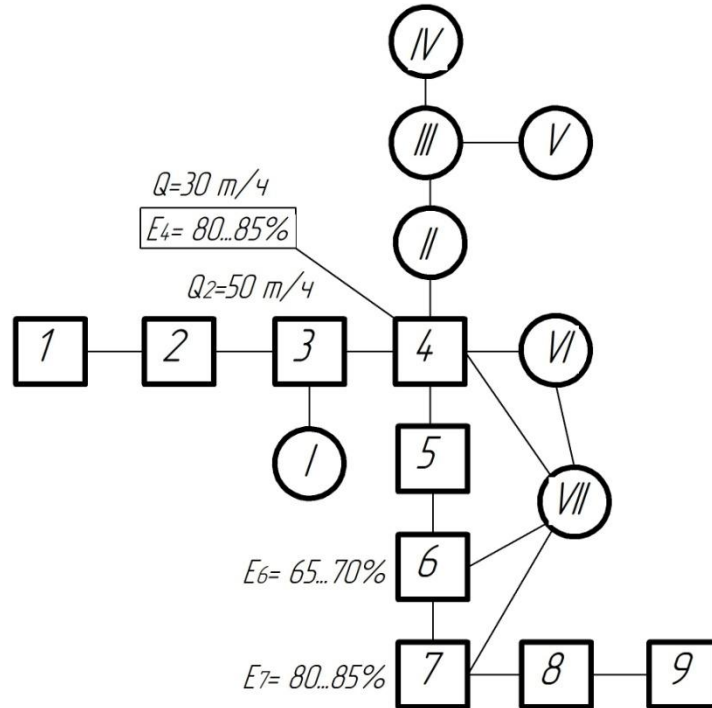 IV
III V
Q=30 т/ч
E4= 80...85%
II
Q2=50 т/ч
1 2 3 4 VI
I 5
VII
E6= 65...70% 6
E7= 80...85% 7 8 9